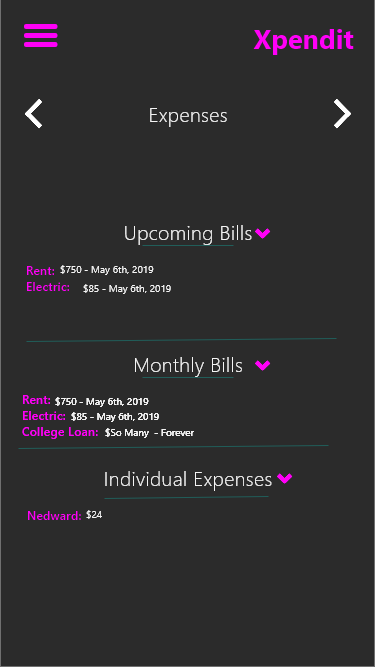 Xpendit
Expenses
Upcoming Bills
Rent: $750 - May 6th, 2019
Electric: $85 - May 6th, 2019
Monthly Bills
Rent: $750 - May 6th, 2019
Electric: $85 - May 6th, 2019
College Loan: $So Many - Forever
Individual Expenses
Nedward: $24